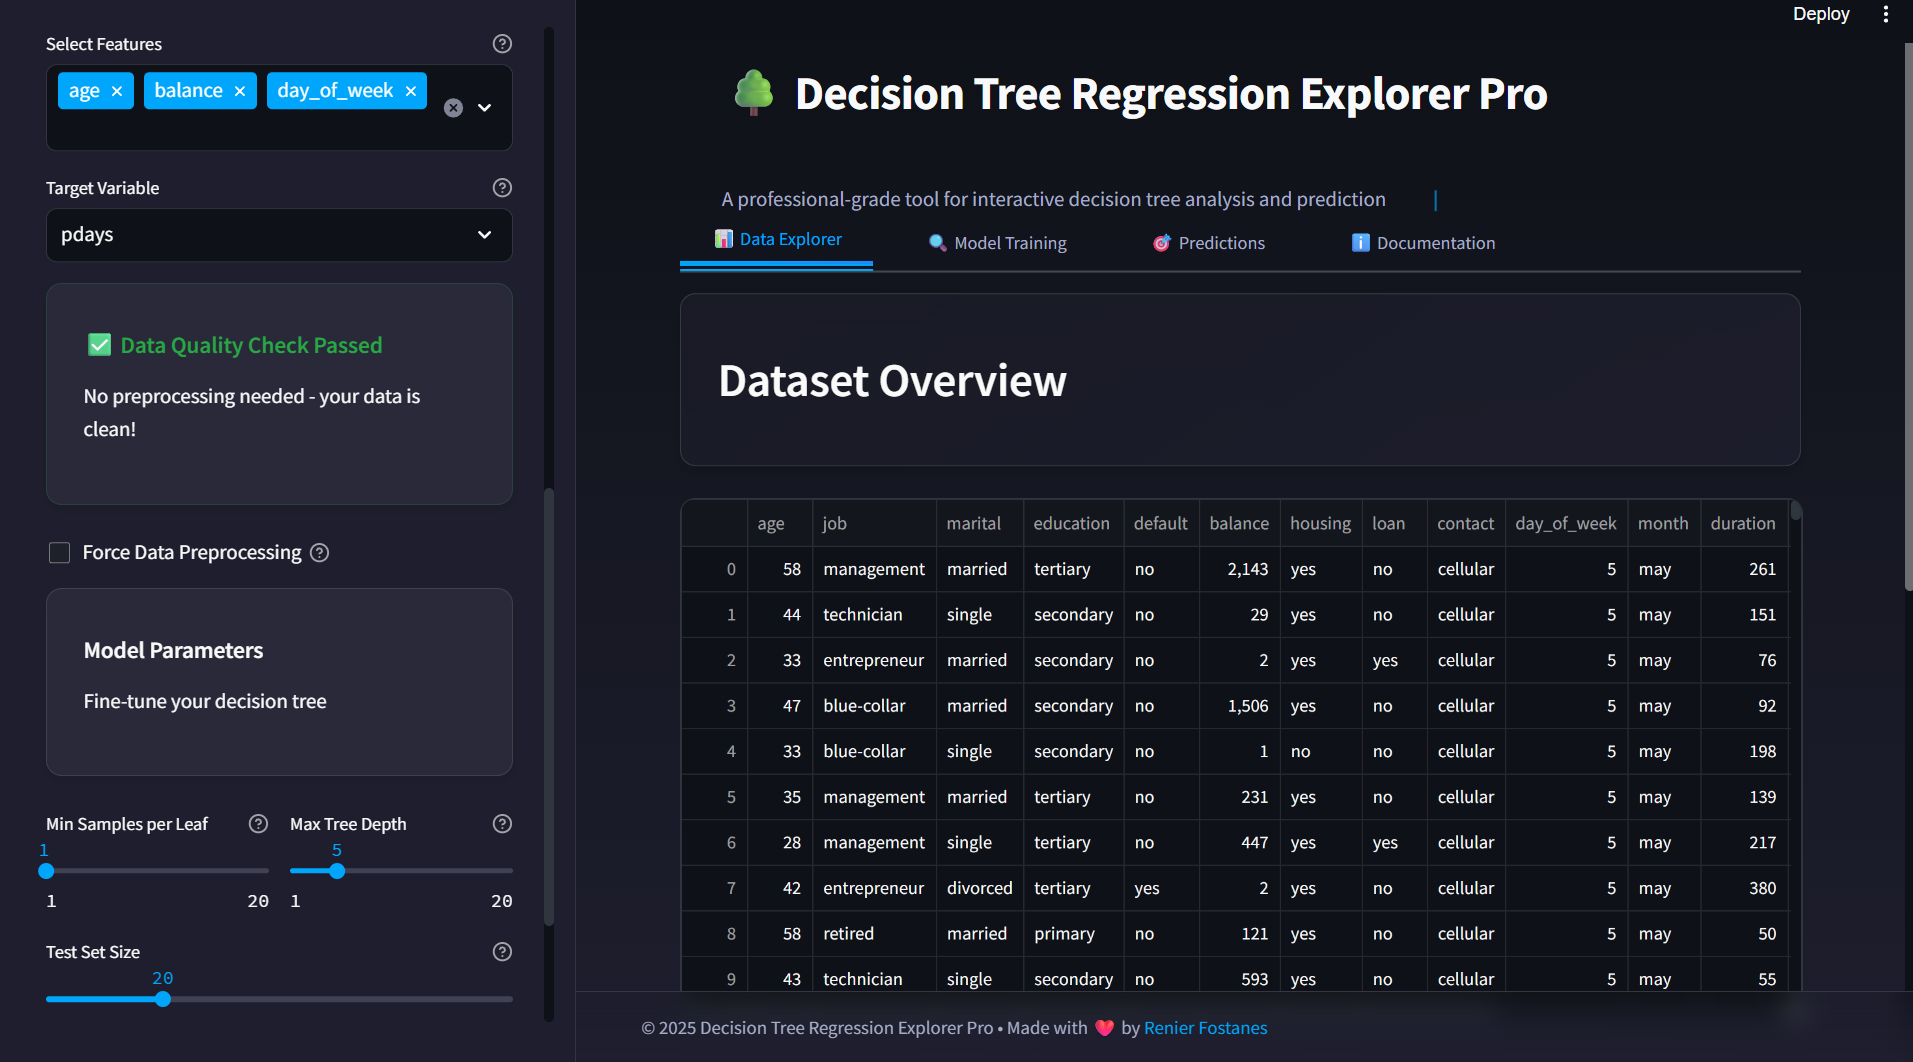 Select Features
age × balance × day_of_week ×
Target Variable
pdays
Data Quality Check Passed
No preprocessing needed - your data is
clean!
Force Data Preprocessing
Model Parameters
Fine-tune your decision tree
Min Samples per Leaf
1
1 20
Max Tree Depth
5
1 20
Test Set Size
20
Deploy
Decision Tree Regression Explorer Pro
A professional-grade tool for interactive decision tree analysis and prediction
Data Explorer Model Training Predictions Documentation
Dataset Overview
age job marital education default balance housing loan contact day_of_week month duration
0 58 management married tertiary no 2,143 yes no cellular 5 may 261
1 44 technician single secondary no 29 yes no cellular 5 may 151
2 33 entrepreneur married secondary no 2 yes yes cellular 5 may 76
3 47 blue-collar married secondary no 1,506 yes no cellular 5 may 92
4 33 blue-collar single secondary no 1 no no cellular 5 may 198
5 35 management married tertiary no 231 yes no cellular 5 may 139
6 28 management single tertiary no 447 yes yes cellular 5 may 217
7 42 entrepreneur divorced tertiary yes 2 yes no cellular 5 may 380
8 58 retired married primary no 121 yes no cellular 5 may 50
9 43 technician single secondary no 593 yes no cellular 5 may 55
© 2025 Decision Tree Regression Explorer Pro • Made with ❤️ by Renier Fostanes